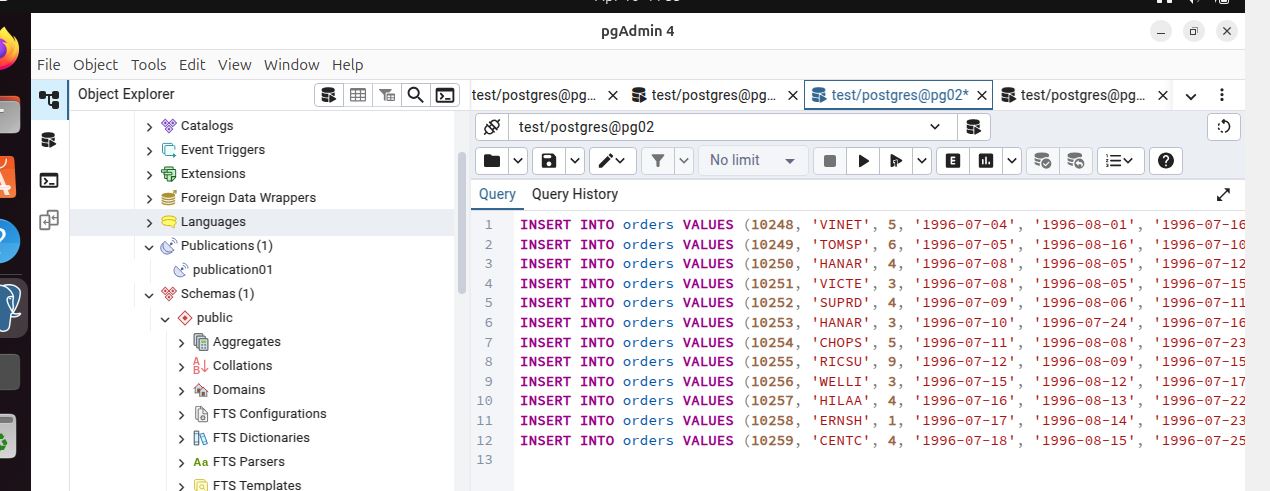 pgAdmin 4
File Object Tools Edit View Window Help
Object Explorer
test/postgres@pg...
test/postgres@pg...
test/postgres@pg02*
test/postgres@pg...
test/postgres@pg02
No limit
E
Query Query History
Catalogs
Event Triggers
Extensions
Foreign Data Wrappers
Languages
Publications (1)
publication01
Schemas (1)
public
Aggregates
Collations
Domains
FTS Configurations
FTS Dictionaries
Aa FTS Parsers
FTS Templates
1 INSERT INTO orders VALUES (10248, 'VINET', 5, '1996-07-04', '1996-08-01', '1996-07-16
2 INSERT INTO orders VALUES (10249, 'TOMSP', 6, '1996-07-05', '1996-08-16', '1996-07-10
3 INSERT INTO orders VALUES (10250, 'HANAR', 4, '1996-07-08', '1996-08-05', '1996-07-12
4 INSERT INTO orders VALUES (10251, 'VICTE', 3, '1996-07-08', '1996-08-05', '1996-07-15
5 INSERT INTO orders VALUES (10252, 'SUPRD', 4, '1996-07-09', '1996-08-06', '1996-07-11
6 INSERT INTO orders VALUES (10253, 'HANAR', 3, '1996-07-10', '1996-07-24', '1996-07-16
7 INSERT INTO orders VALUES (10254, 'CHOPS', 5, '1996-07-11', '1996-08-08', '1996-07-23
8 INSERT INTO orders VALUES (10255, 'RICSU', 9, '1996-07-12', '1996-08-09', '1996-07-15
9 INSERT INTO orders VALUES (10256, 'WELLI', 3, '1996-07-15', '1996-08-12', '1996-07-17
10 INSERT INTO orders VALUES (10257, 'HILAA', 4, '1996-07-16', '1996-08-13', '1996-07-22
11 INSERT INTO orders VALUES (10258, 'ERNSH', 1, '1996-07-17', '1996-08-14', '1996-07-23
12 INSERT INTO orders VALUES (10259, 'CENTC', 4, '1996-07-18', '1996-08-15', '1996-07-25
13